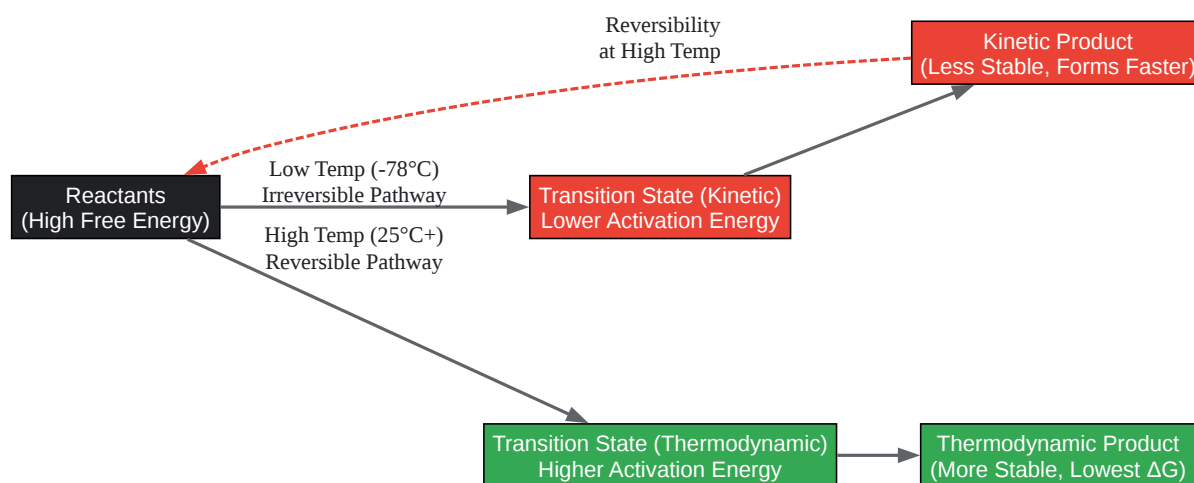 Reversibility
at High Temp
Kinetic Product
(Less Stable, Forms Faster)
Low Temp (-78°C)
Irreversible Pathway
Reactants
(High Free Energy)
Transition State (Kinetic)
Lower Activation Energy
High Temp (25°C+)
Reversible Pathway
Transition State (Thermodynamic)
Higher Activation Energy
Thermodynamic Product
(More Stable, Lowest ΔG)